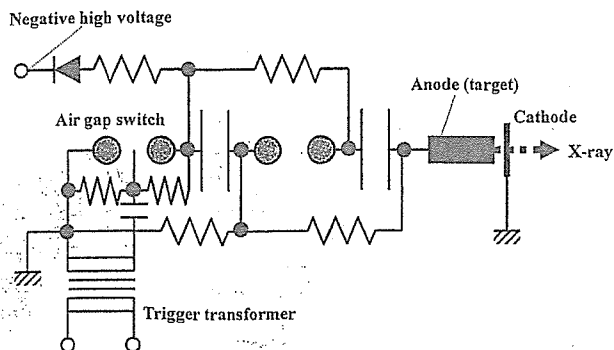 Negative high voltage
Anode (target)
Cathode
Air gap switch
X-ray
Trigger transformer